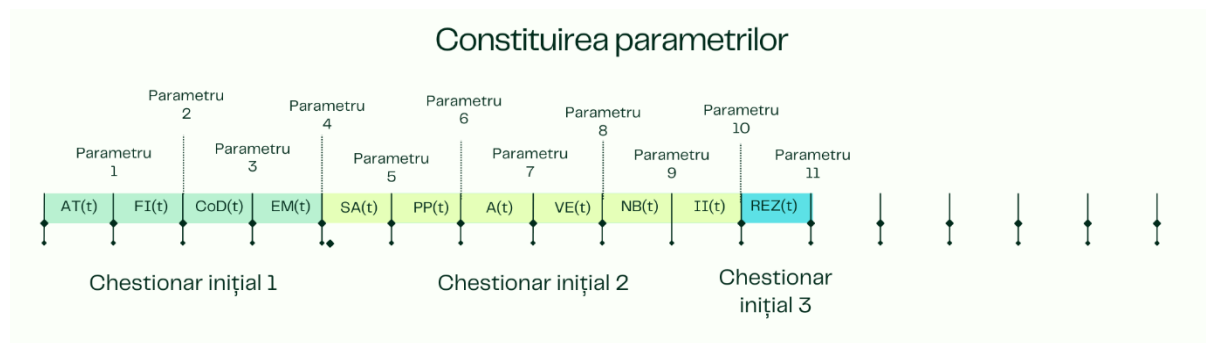 Constituirea parametrilor
Parametru
1
Parametru
2
Parametru
3
Parametru
4
Parametru
5
Parametru
6
Parametru
7
Parametru
8
Parametru
9
Parametru
10
Parametru
11
AT(t) FI(t) CoD(t) EM(t) SA(t) PP(t) A(t) VE(t) NB(t) II(t) REZ(t)
Chestionar inițial 1
Chestionar inițial 2
Chestionar
inițial 3